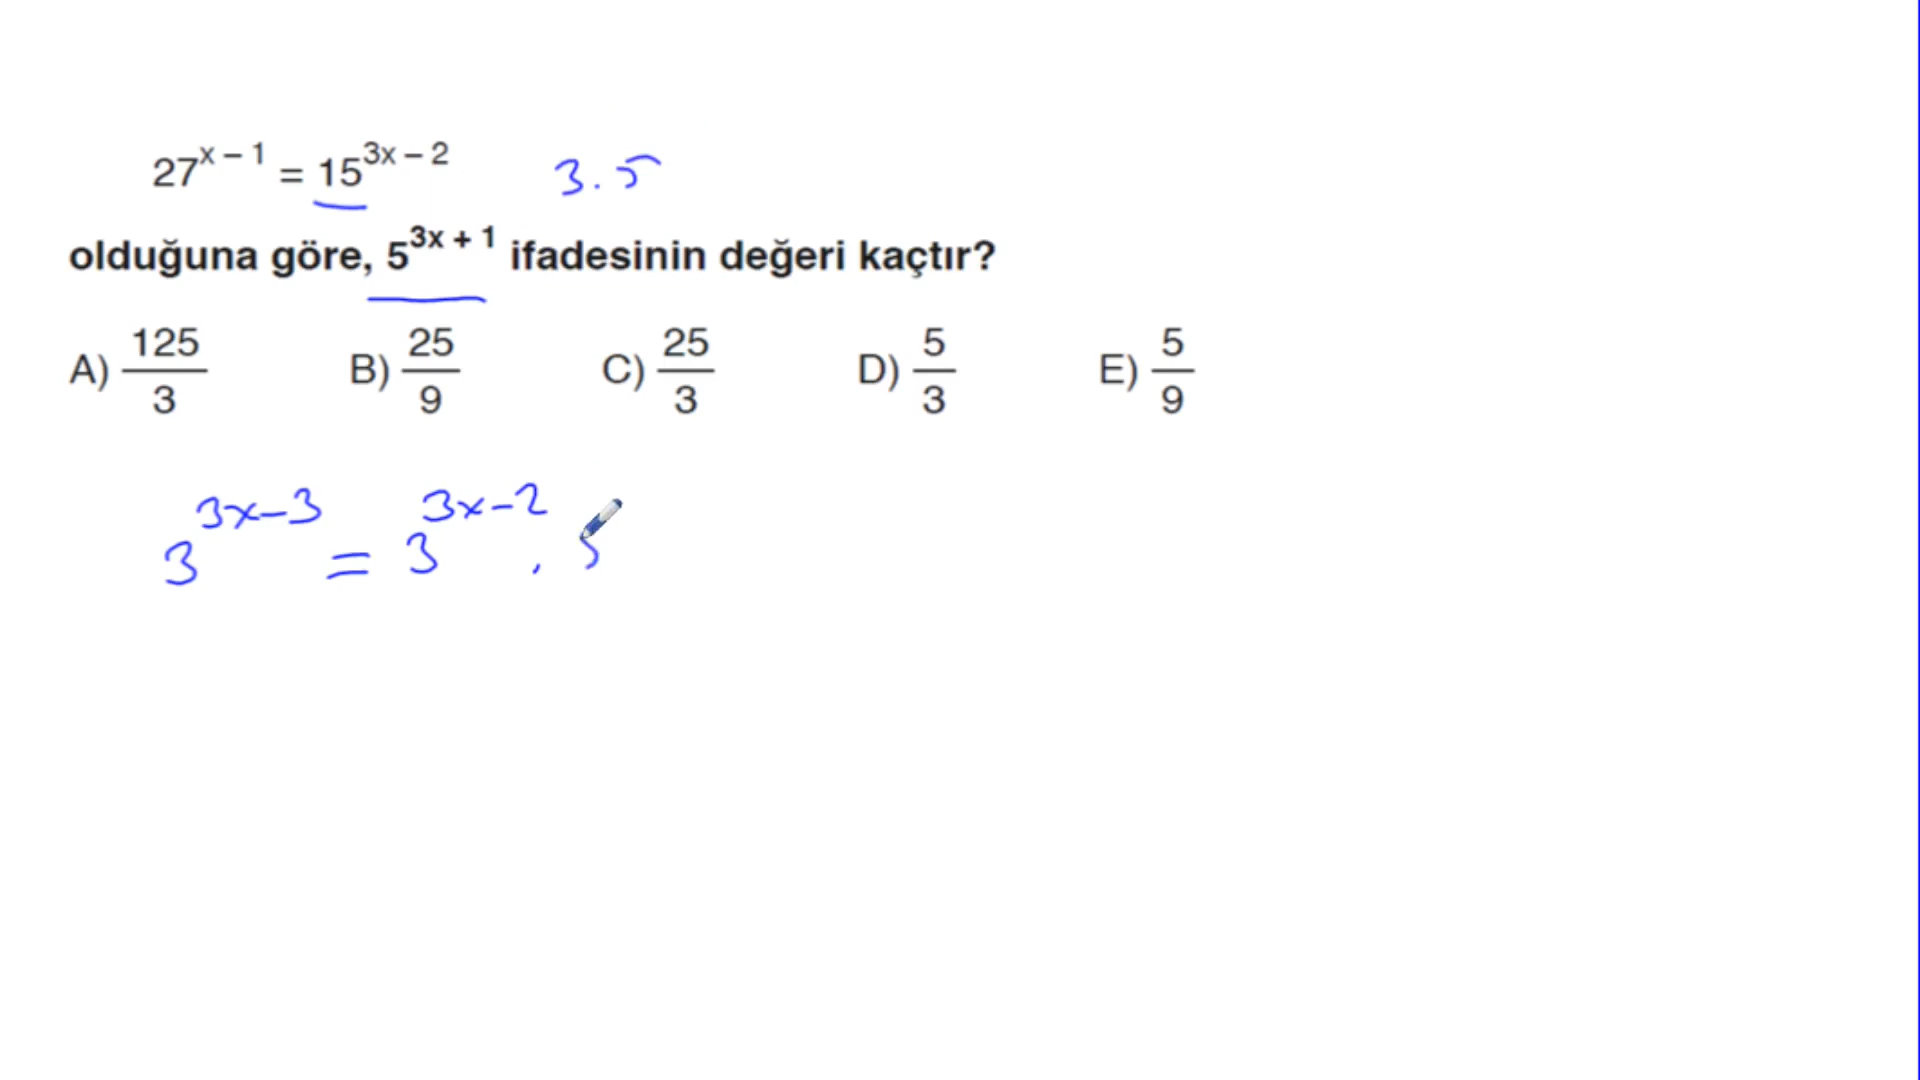 27^(x – 1) = 15^(3x – 2) 3.5
olduğuna göre, 5^(3x + 1) ifadesinin değeri kaçtır?
A) 125/3 B) 25/9 C) 25/3 D) 5/3 E) 5/9
3^(3x-3) = 3^(3x-2) .